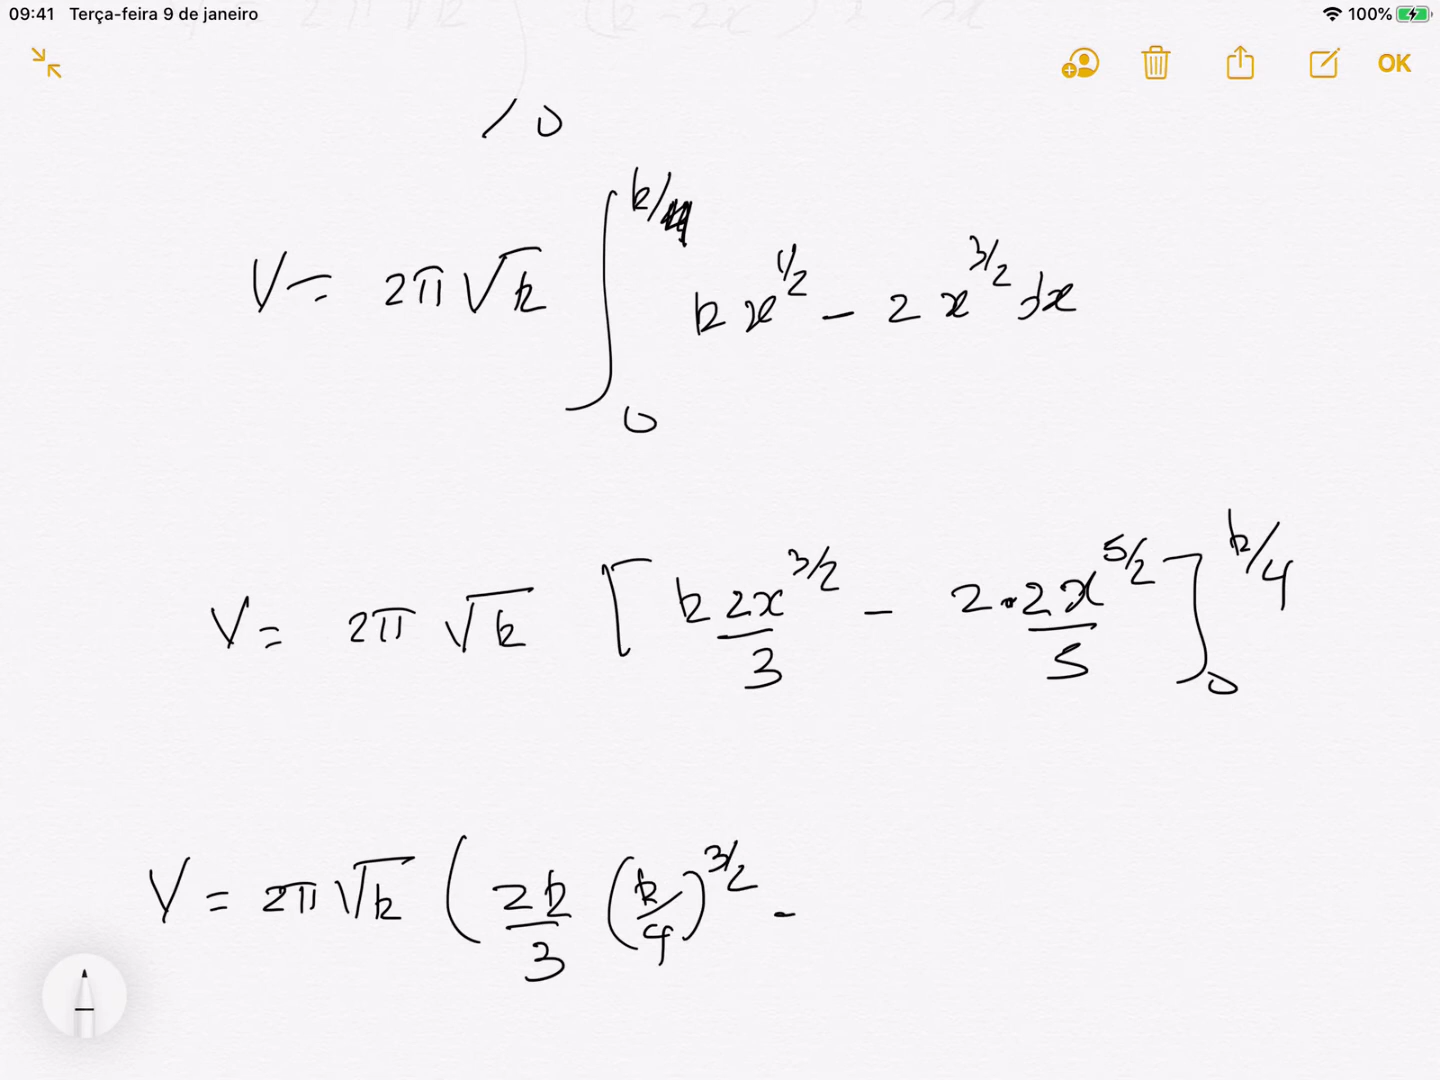 09:41 Terça-feira 9 de janeiro 100%
OK
0
V = 2π √k ∫₀^{k/4} k x^{1/2} - 2 x^{3/2} dx
V = 2π √k [ k 2x^{3/2}/3 - 2·2x^{5/2}/5 ]₀^{k/4}
V = 2π √k ( 2k/3 (k/4)^{3/2} -